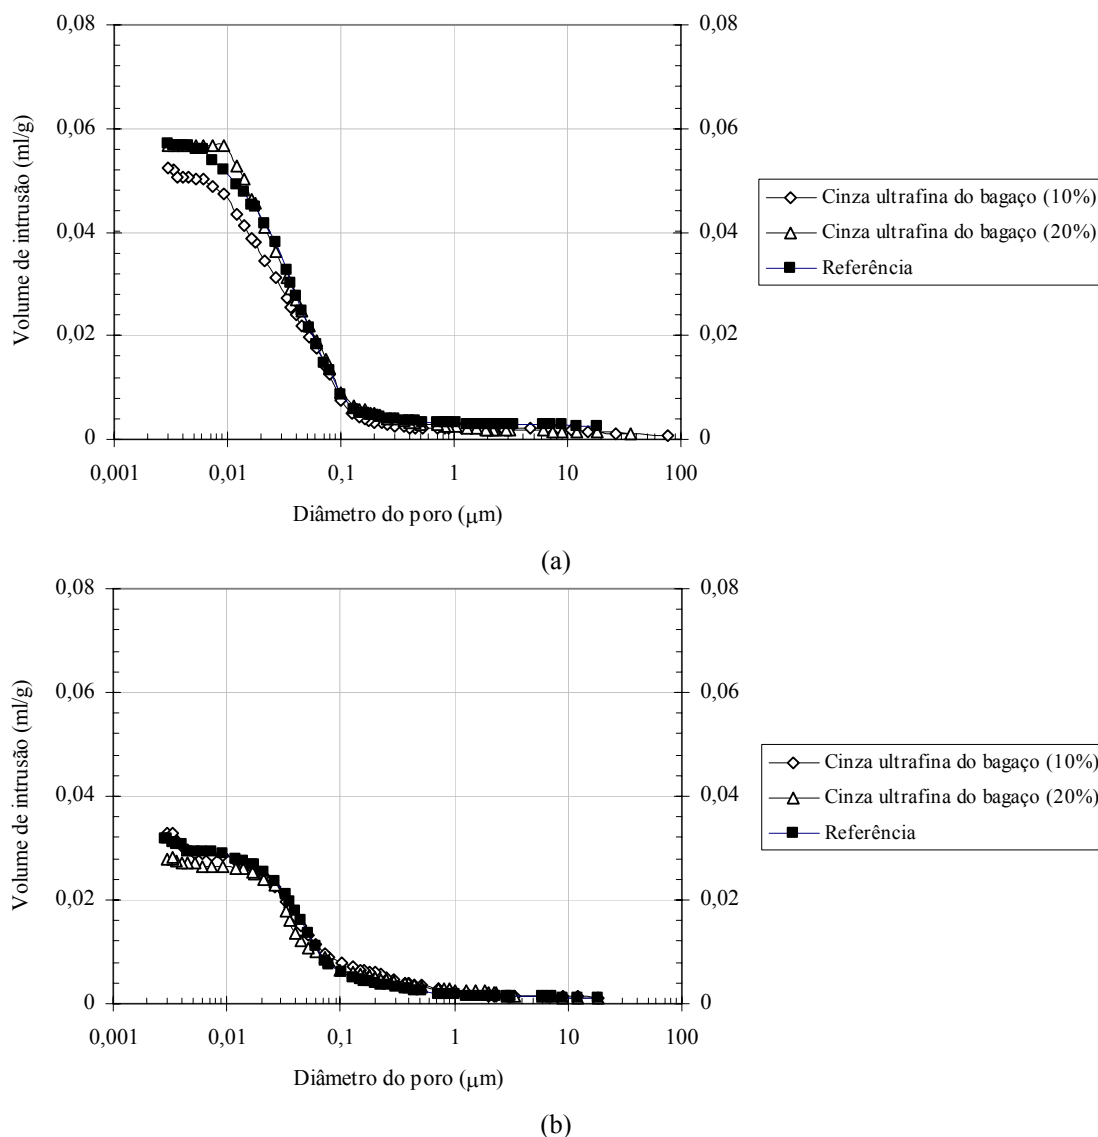 0,08 0,08
0,06 0,06
0,04 0,04
0,02 0,02
0 0
Volume de intrusão (ml/g)
0,001 0,01 0,1 1 10 100
Diâmetro do poro (μm)
Cinza ultrafina do bagaço (10%)
Cinza ultrafina do bagaço (20%)
Referência
(a)
0,08 0,08
0,06 0,06
0,04 0,04
0,02 0,02
0 0
Volume de intrusão (ml/g)
0,001 0,01 0,1 1 10 100
Diâmetro do poro (μm)
Cinza ultrafina do bagaço (10%)
Cinza ultrafina do bagaço (20%)
Referência
(b)